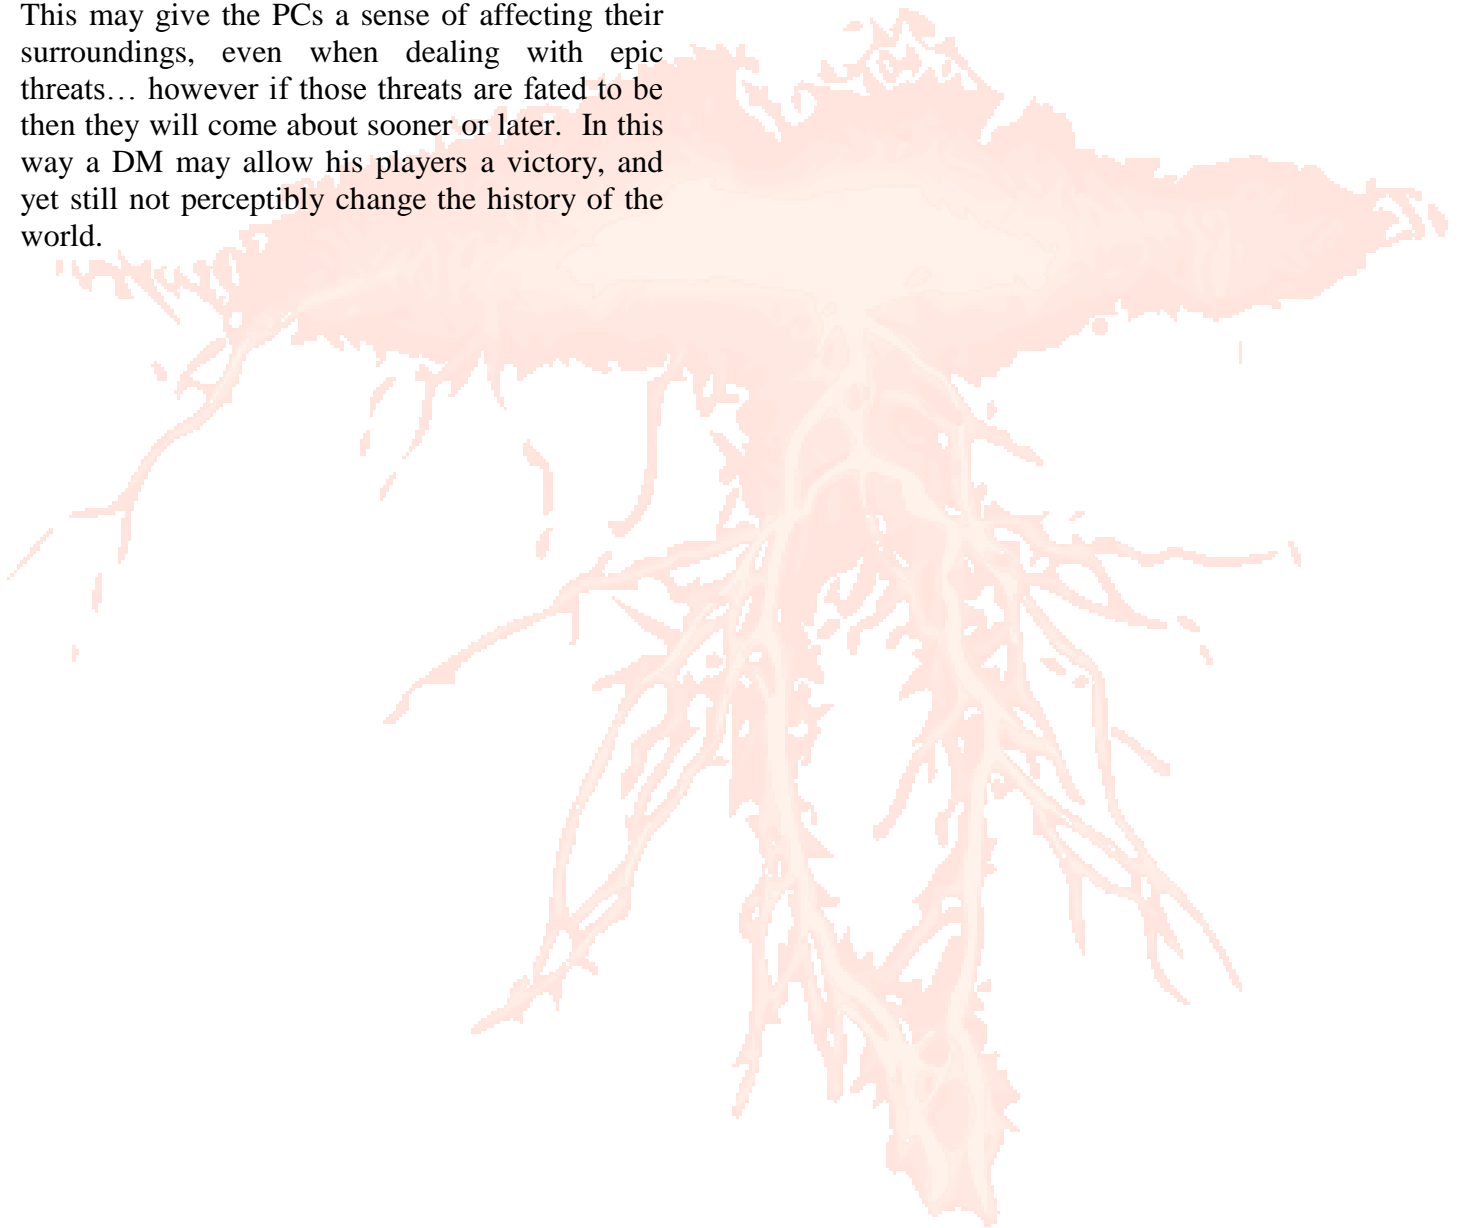 This may give the PCs a sense of affecting their
surroundings, even when dealing with epic
threats… however if those threats are fated to be
then they will come about sooner or later.  In this
way a DM may allow his players a victory, and
yet still not perceptibly change the history of the
world.